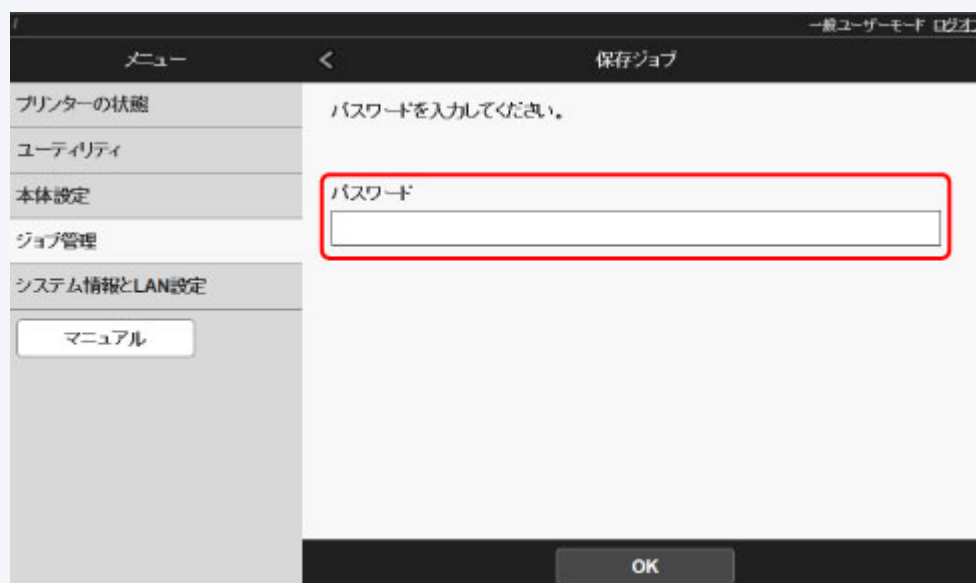 /
一般ユーザーモード ログオフ
メニュー
<
保存ジョブ
プリンターの状態
ユーティリティ
本体設定
ジョブ管理
システム情報とLAN設定
マニュアル
パスワードを入力してください。
パスワード
OK